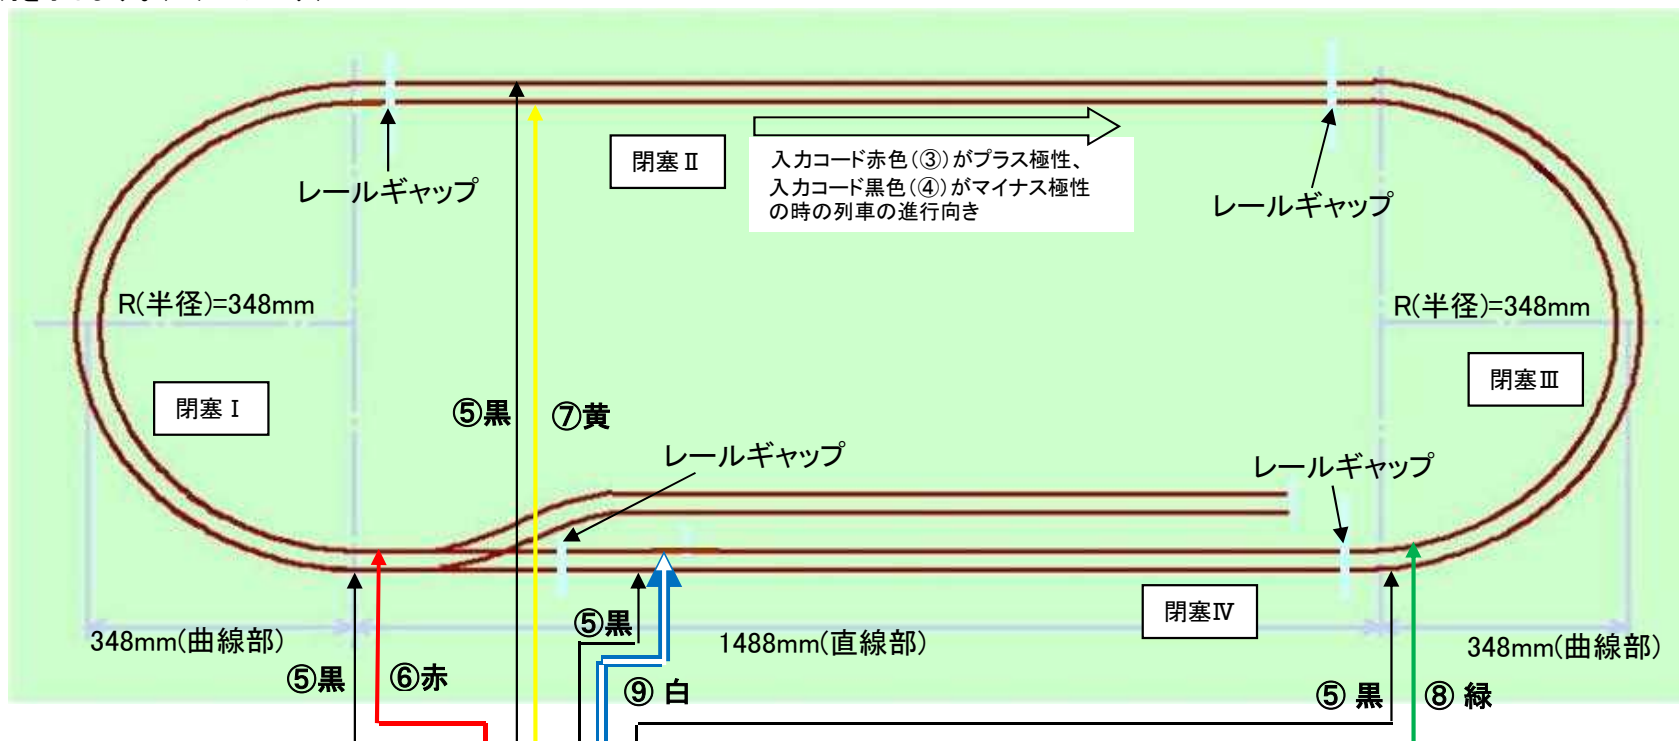 レールギャップ
閉塞Ⅱ
入力コード赤色(③)がプラス極性、
入力コード黒色(④)がマイナス極性
の時の列車の進行向き
レールギャップ
R(半径)=348mm
R(半径)=348mm
閉塞Ⅰ
⑤黒
⑦黄
閉塞Ⅲ
レールギャップ
レールギャップ
348mm(曲線部)
⑤黒
1488mm(直線部)
閉塞Ⅳ
348mm(曲線部)
⑤黒
⑥赤
⑨ 白
⑤ 黒
⑧ 緑